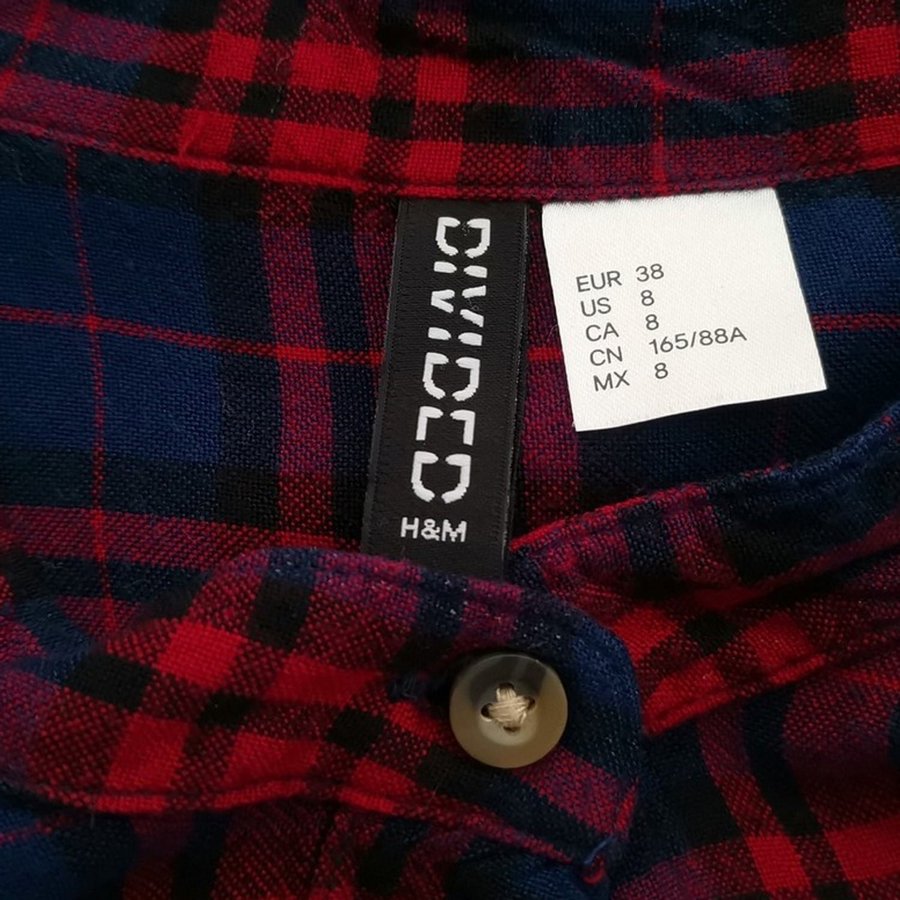 DIVIDED
H&M
EUR 38
US 8
CA 8
CN 165/88A
MX 8